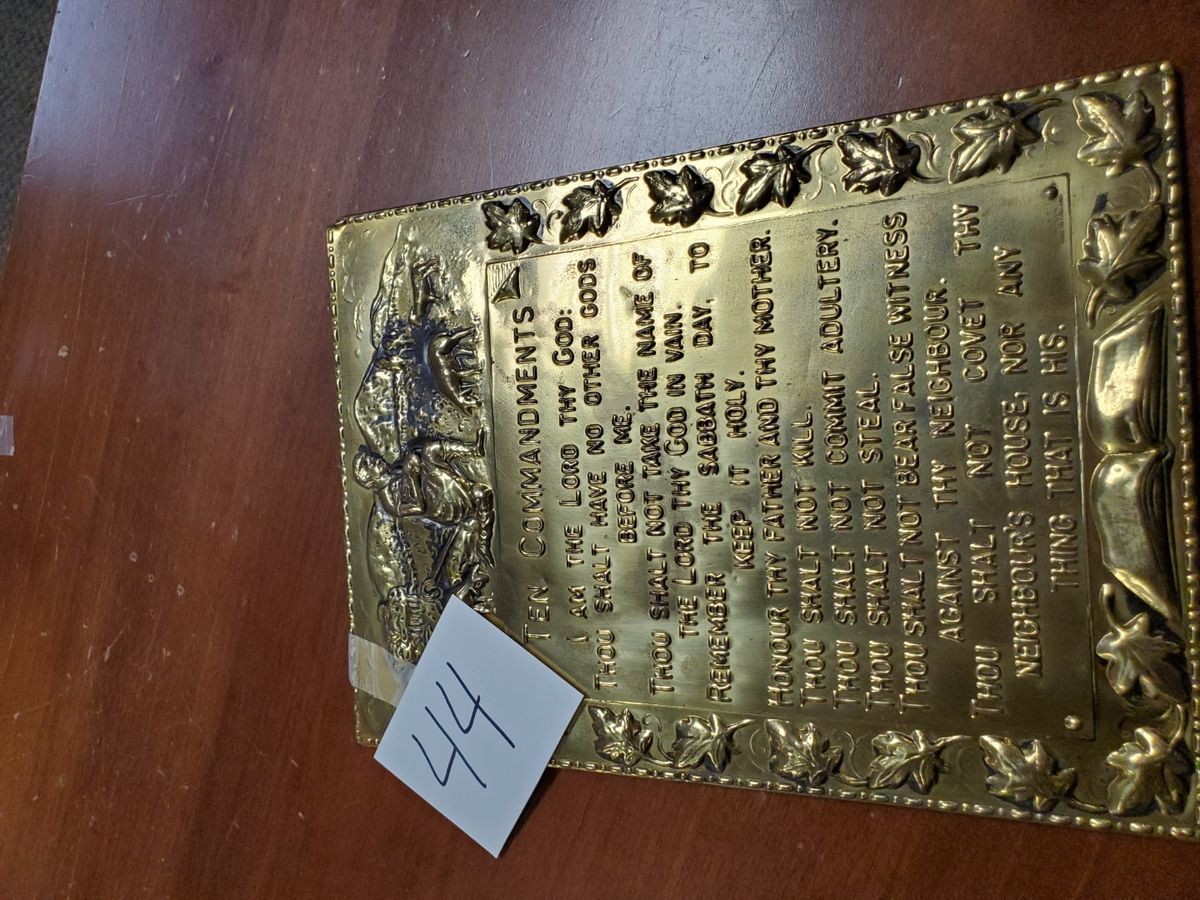 TEN COMMANDMENTS
I AM THE LORD THY GOD:
THOU SHALT HAVE NO OTHER GODS
BEFORE ME.
THOU SHALT NOT TAKE THE NAME OF
THE LORD THY GOD IN VAIN.
REMEMBER THE SABBATH DAY, TO
KEEP IT HOLY.
HONOUR THY FATHER AND THY MOTHER.
THOU SHALT NOT KILL.
THOU SHALT NOT COMMIT ADULTERY.
THOU SHALT NOT STEAL.
THOU SHALT NOT BEAR FALSE WITNESS
AGAINST THY NEIGHBOUR.
THOU SHALT NOT COVET THY
NEIGHBOUR'S HOUSE, NOR ANY
THING THAT IS HIS.
44